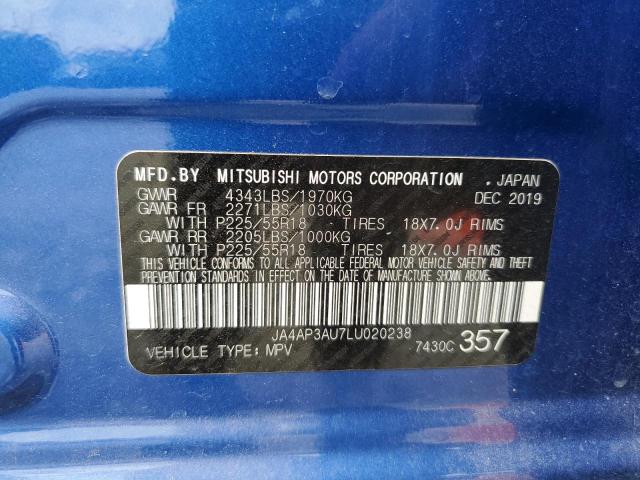 MFD.BY MITSUBISHI MOTORS CORPORATION . JAPAN
GVWR 4343LBS/1970KG DEC 2019
GAWR FR 2271LBS/1030KG
WITH P225/55R18 TIRES 18X7.0J RIMS
GAWR RR 2205LBS/1000KG
WITH P225/55R18 TIRES 18X7.0J RIMS
THIS VEHICLE CONFORMS TO ALL APPLICABLE FEDERAL MOTOR VEHICLE SAFETY AND THEFT
PREVENTION STANDARDS IN EFFECT ON THE DATE OF MANUFACTURE SHOWN ABOVE.
JA4AP3AU7LU020238
VEHICLE TYPE: MPV 7430C 357